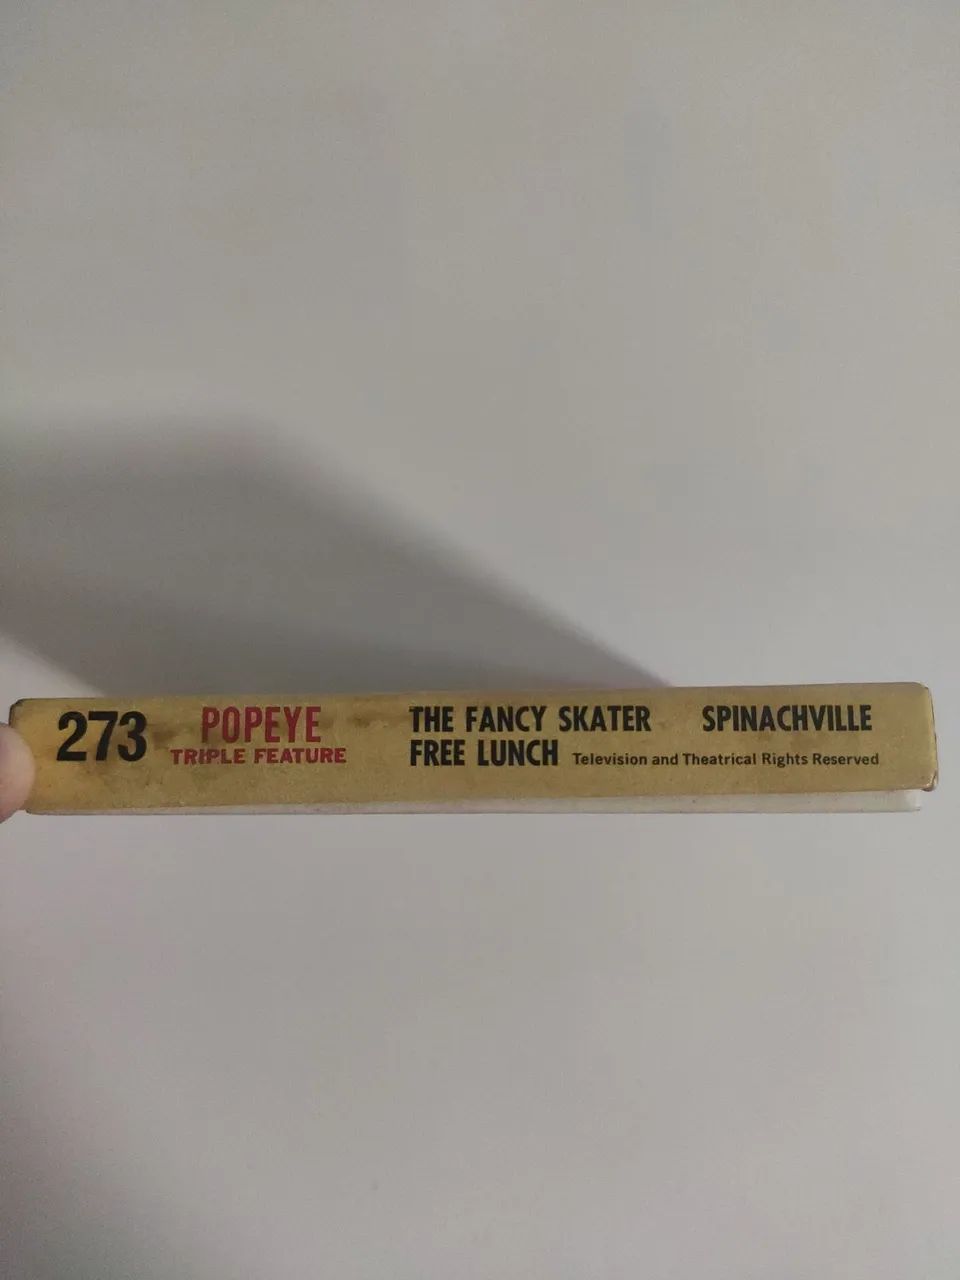 273 POPEYE THE FANCY SKATER SPINACHVILLE
TRIPLE FEATURE FREE LUNCH Television and Theatrical Rights Reserved